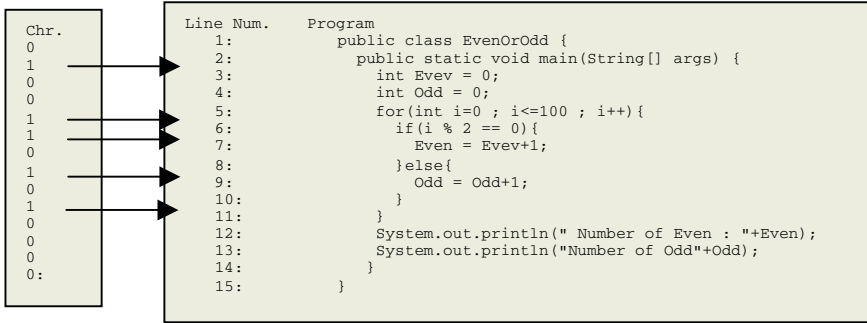 Chr.
0
1
0
0
1
1
0
1
0
1
0
0
0
0:
Line Num. Program
1: public class EvenOrOdd {
2: public static void main(String[] args) {
3: int Evev = 0;
4: int Odd = 0;
5: for(int i=0 ; i<=100 ; i++){
6: if(i % 2 == 0){
7: Even = Evev+1;
8: }else{
9: Odd = Odd+1;
10: }
11: }
12: System.out.println(" Number of Even : "+Even);
13: System.out.println("Number of Odd"+Odd);
14: }
15: }